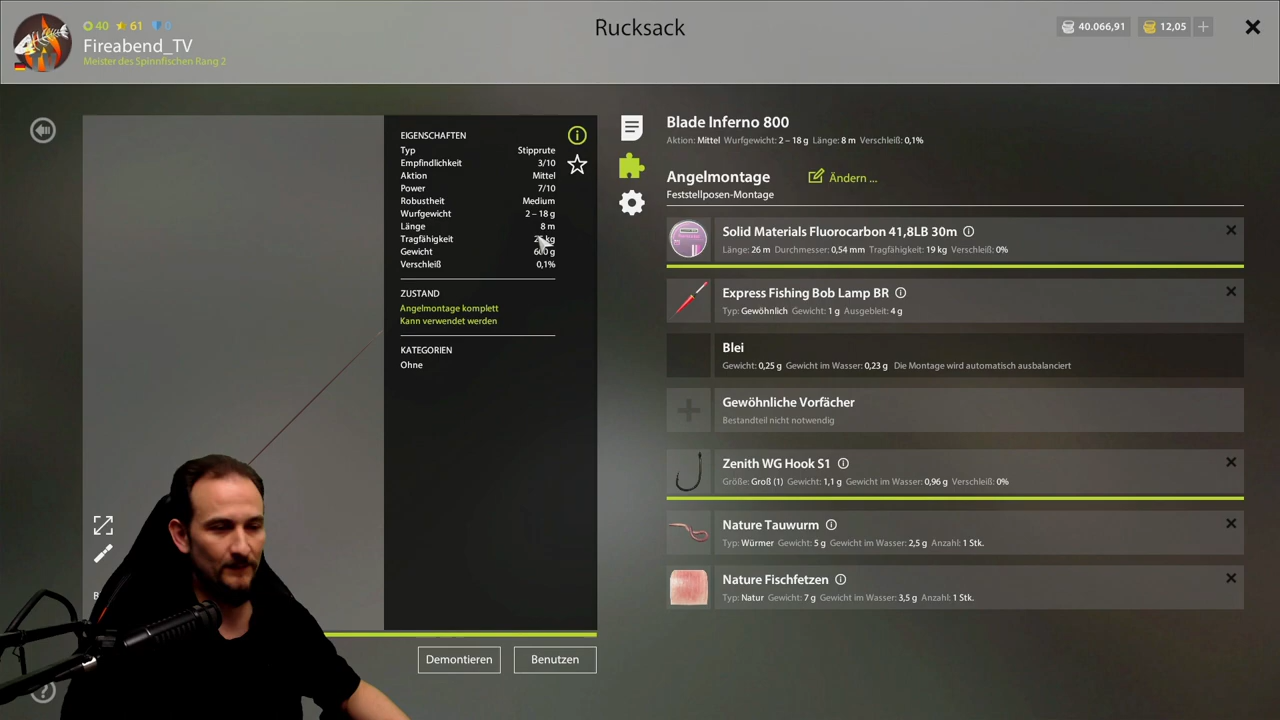 40 61 0
Fireabend_TV
Meister des Spinnfischen Rang 2
Rucksack
40.066,91 12,05
EIGENSCHAFTEN
Typ Stipprute
Empfindlichkeit 3/10
Aktion Mittel
Power 7/10
Robustheit Medium
Wurfgewicht 2 – 18 g
Länge 8 m
Tragfähigkeit kg
Gewicht g
Verschleiß 0,1%
ZUSTAND
Angelmontage komplett
Kann verwendet werden
KATEGORIEN
Ohne
Demontieren Benutzen
Blade Inferno 800
Aktion: Mittel Wurfgewicht: 2 – 18 g Länge: 8 m Verschleiß: 0,1%
Angelmontage Ändern ...
Feststellposen-Montage
Solid Materials Fluorocarbon 41,8LB 30m
Länge: 26 m Durchmesser: 0,54 mm Tragfähigkeit: 19 kg Verschleiß: 0%
Express Fishing Bob Lamp BR
Typ: Gewöhnlich Gewicht: 1 g Ausgebleit: 4 g
Blei
Gewicht: 0,25 g Gewicht im Wasser: 0,23 g Die Montage wird automatisch ausbalanciert
Gewöhnliche Vorfächer
Bestandteil nicht notwendig
Zenith WG Hook S1
Größe: Groß (1) Gewicht: 1,1 g Gewicht im Wasser: 0,96 g Verschleiß: 0%
Nature Tauwurm
Typ: Würmer Gewicht: 5 g Gewicht im Wasser: 2,5 g Anzahl: 1 Stk.
Nature Fischfetzen
Typ: Natur Gewicht: 7 g Gewicht im Wasser: 3,5 g Anzahl: 1 Stk.